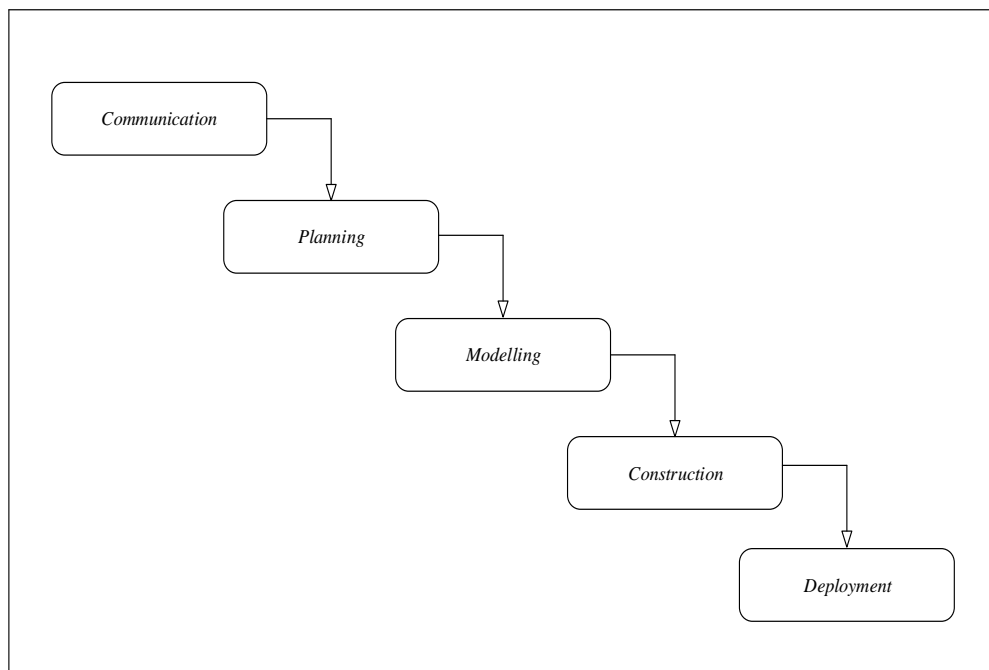 Communication
Planning
Modelling
Construction
Deployment